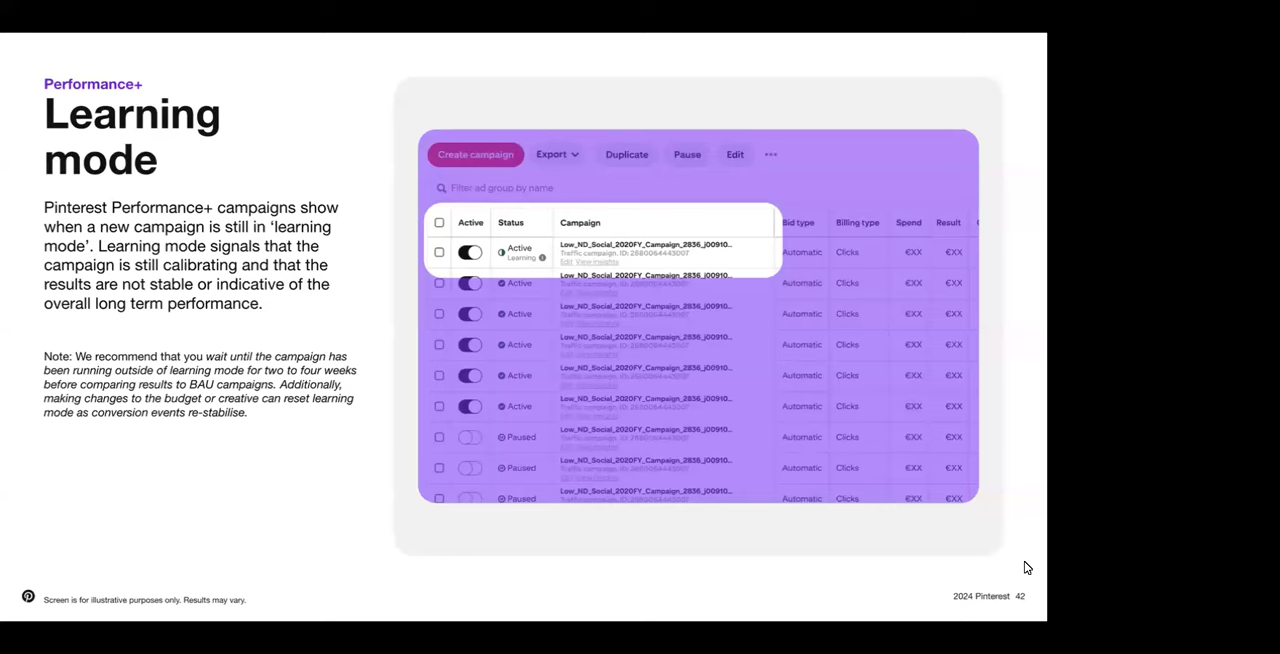 Performance+
Learning
mode
Pinterest Performance+ campaigns show
when a new campaign is still in ‘learning
mode’. Learning mode signals that the
campaign is still calibrating and that the
results are not stable or indicative of the
overall long term performance.
Note: We recommend that you wait until the campaign has
been running outside of learning mode for two to four weeks
before comparing results to BAU campaigns. Additionally,
making changes to the budget or creative can reset learning
mode as conversion events re-stabilise.
Create campaign Export Duplicate Pause Edit
Filter ad group by name
Active Status Campaign Bid type Billing type Spend Result
Active Low_ND_Social_2020FY_Campaign_2836_j00910... Automatic Clicks €XX €XX
Learning Traffic campaign. ID: 2680064443007
Edit View insights
Active Low_ND_Social_2020FY_Campaign_2836_j00910... Automatic Clicks €XX €XX
Active Low_ND_Social_2020FY_Campaign_2836_j00910... Automatic Clicks €XX €XX
Active Low_ND_Social_2020FY_Campaign_2836_j00910... Automatic Clicks €XX €XX
Active Low_ND_Social_2020FY_Campaign_2836_j00910... Automatic Clicks €XX €XX
Active Low_ND_Social_2020FY_Campaign_2836_j00910... Automatic Clicks €XX €XX
Paused Low_ND_Social_2020FY_Campaign_2836_j00910... Automatic Clicks €XX €XX
Paused Low_ND_Social_2020FY_Campaign_2836_j00910... Automatic Clicks €XX €XX
Paused Low_ND_Social_2020FY_Campaign_2836_j00910... Automatic Clicks €XX €XX
Screen is for illustrative purposes only. Results may vary.
2024 Pinterest 42